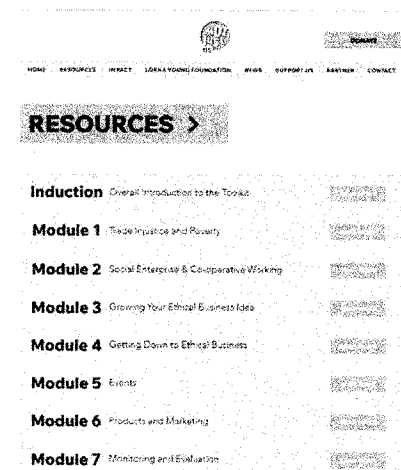 DONATE
HOME RESOURCES IMPACT LORNA YOUNG FOUNDATION NEWS SUPPORT US PARTNER CONTACT
RESOURCES >
Induction Overall Introduction to the Toolkit
Module 1 Trade Injustice and Poverty
Module 2 Social Enterprise & Co-operative Working
Module 3 Growing Your Ethical Business Idea
Module 4 Getting Down to Ethical Business
Module 5 Events
Module 6 Products and Marketing
Module 7 Monitoring and Evaluation